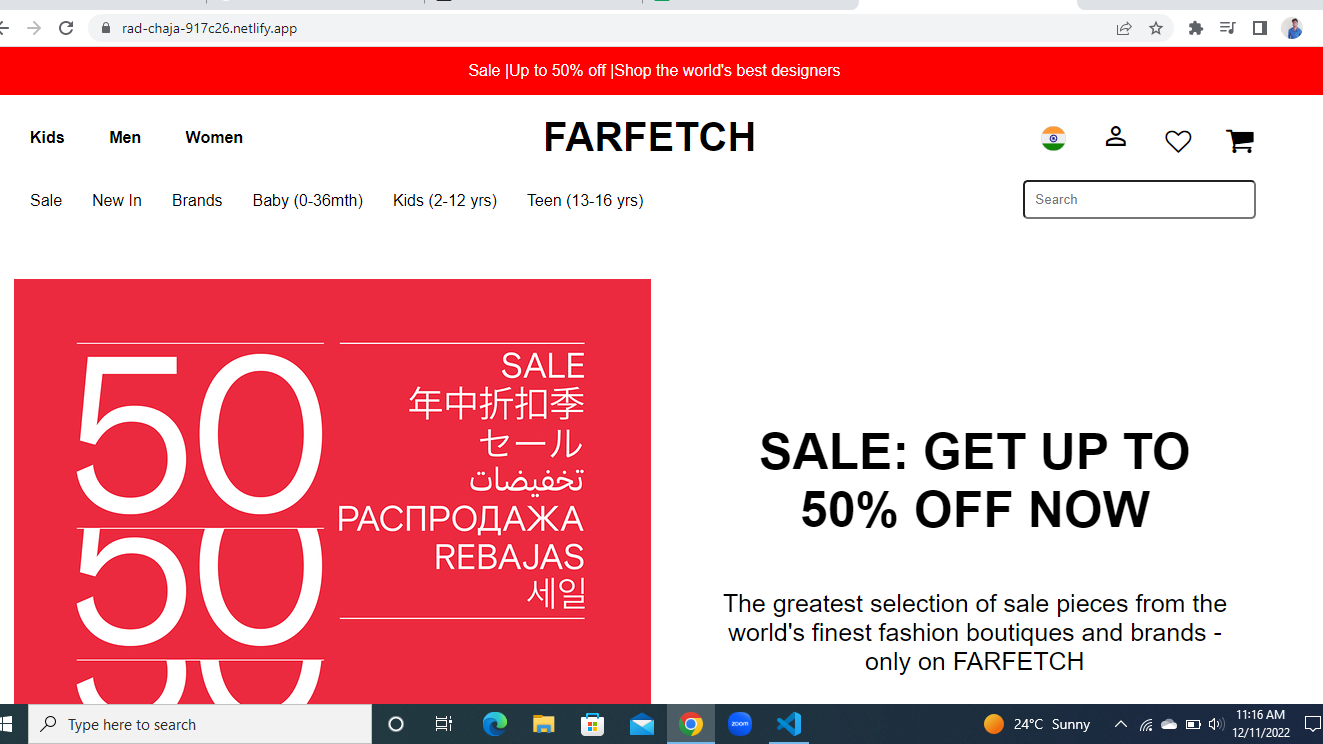 rad-chaja-917c26.netlify.app
Sale |Up to 50% off |Shop the world's best designers
Kids Men Women
FARFETCH
Sale New In Brands Baby (0-36mth) Kids (2-12 yrs) Teen (13-16 yrs)
Search
50
50
50
SALE
年中折扣季
セール
تخفيضات
РАСПРОДАЖА
REBAJAS
세일
SALE: GET UP TO
50% OFF NOW
The greatest selection of sale pieces from the
world's finest fashion boutiques and brands -
only on FARFETCH
Type here to search
zoom
24°C Sunny
11:16 AM
12/11/2022